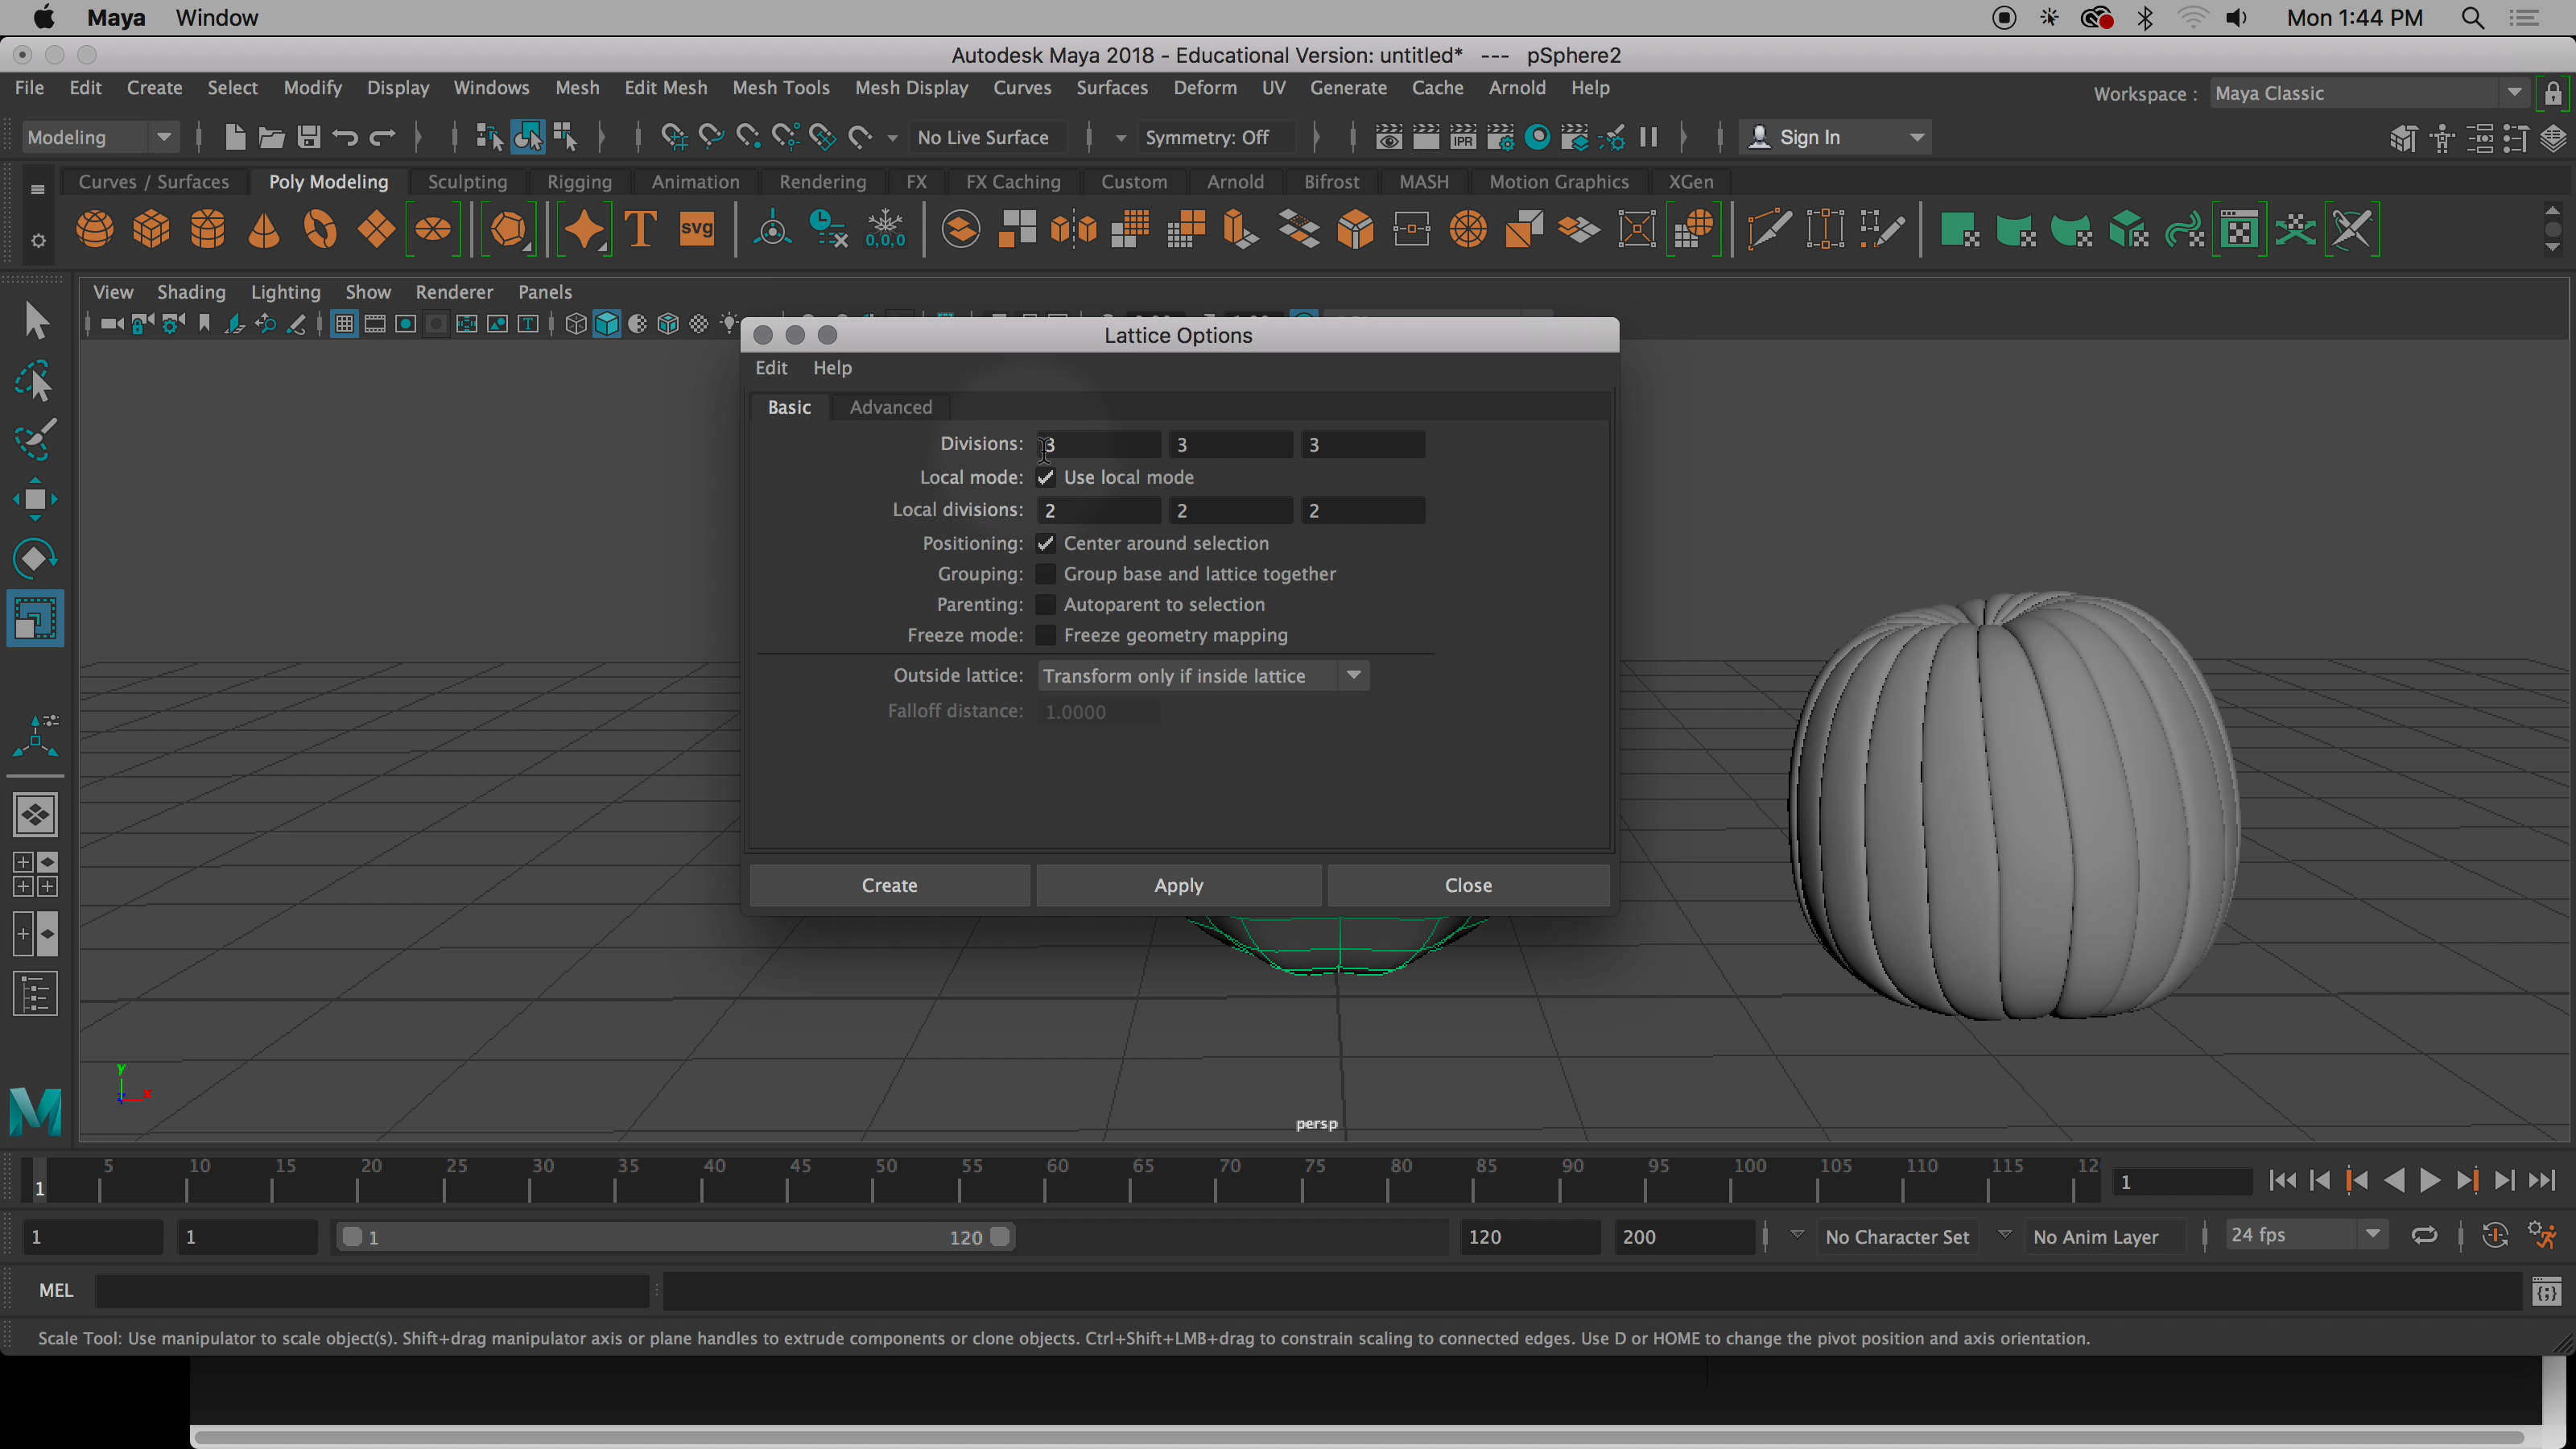 Maya Window Mon 1:44 PM
Autodesk Maya 2018 - Educational Version: untitled* --- pSphere2
File Edit Create Select Modify Display Windows Mesh Edit Mesh Mesh Tools Mesh Display Curves Surfaces Deform UV Generate Cache Arnold Help Workspace : Maya Classic
Modeling No Live Surface Symmetry: Off IPR Sign In
Curves / Surfaces Poly Modeling Sculpting Rigging Animation Rendering FX FX Caching Custom Arnold Bifrost MASH Motion Graphics XGen
T svg 0,0,0
View Shading Lighting Show Renderer Panels
Lattice Options
Edit Help
Basic Advanced
Divisions: 3 3 3
Local mode: Use local mode
Local divisions: 2 2 2
Positioning: Center around selection
Grouping: Group base and lattice together
Parenting: Autoparent to selection
Freeze mode: Freeze geometry mapping
Outside lattice: Transform only if inside lattice
Falloff distance: 1.0000
Create Apply Close
y
x
persp
5 10 15 20 25 30 35 40 45 50 55 60 65 70 75 80 85 90 95 100 105 110 115 12
1 1
1 1 1 120 120 200 No Character Set No Anim Layer 24 fps
MEL
Scale Tool: Use manipulator to scale object(s). Shift+drag manipulator axis or plane handles to extrude components or clone objects. Ctrl+Shift+LMB+drag to constrain scaling to connected edges. Use D or HOME to change the pivot position and axis orientation.